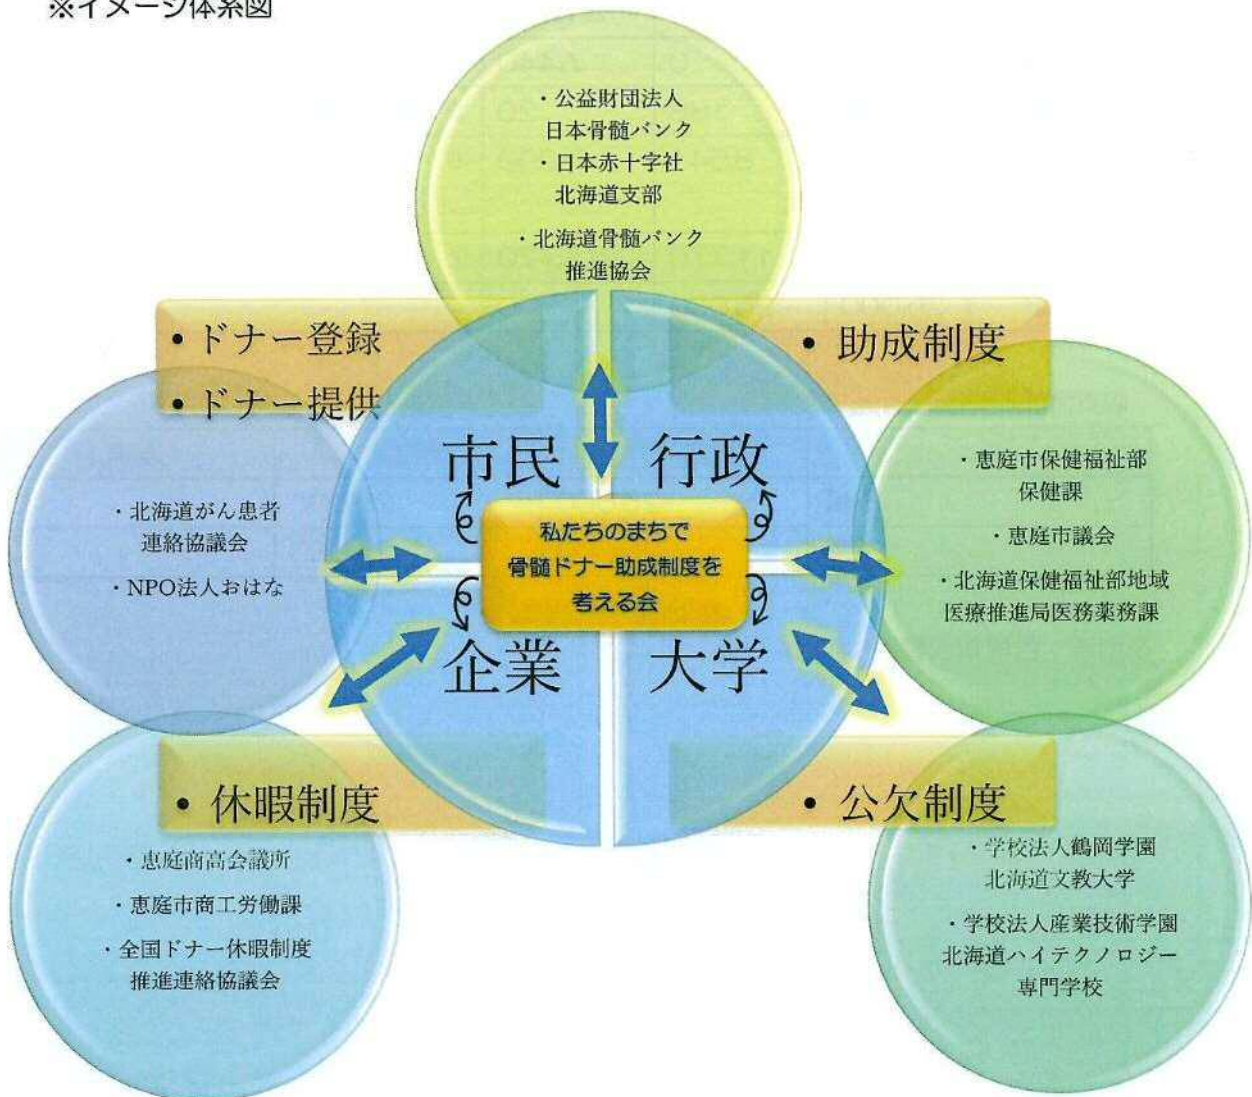 ※イメージ体系図
・公益財団法人
日本骨髄バンク
・日本赤十字社
北海道支部
・北海道骨髄バンク
推進協会
・ドナー登録
・ドナー提供
・助成制度
市民
行政
・北海道がん患者
連絡協議会
・NPO法人おはな
私たちのまちで
骨髄ドナー助成制度を
考える会
・恵庭市保健福祉部
保健課
・恵庭市議会
・北海道保健福祉部地域
医療推進局医務薬務課
企業
大学
・休暇制度
・公欠制度
・恵庭商高会議所
・恵庭市商工労働課
・全国ドナー休暇制度
推進連絡協議会
・学校法人鶴岡学園
北海道文教大学
・学校法人産業技術学園
北海道ハイテクノロジー
専門学校